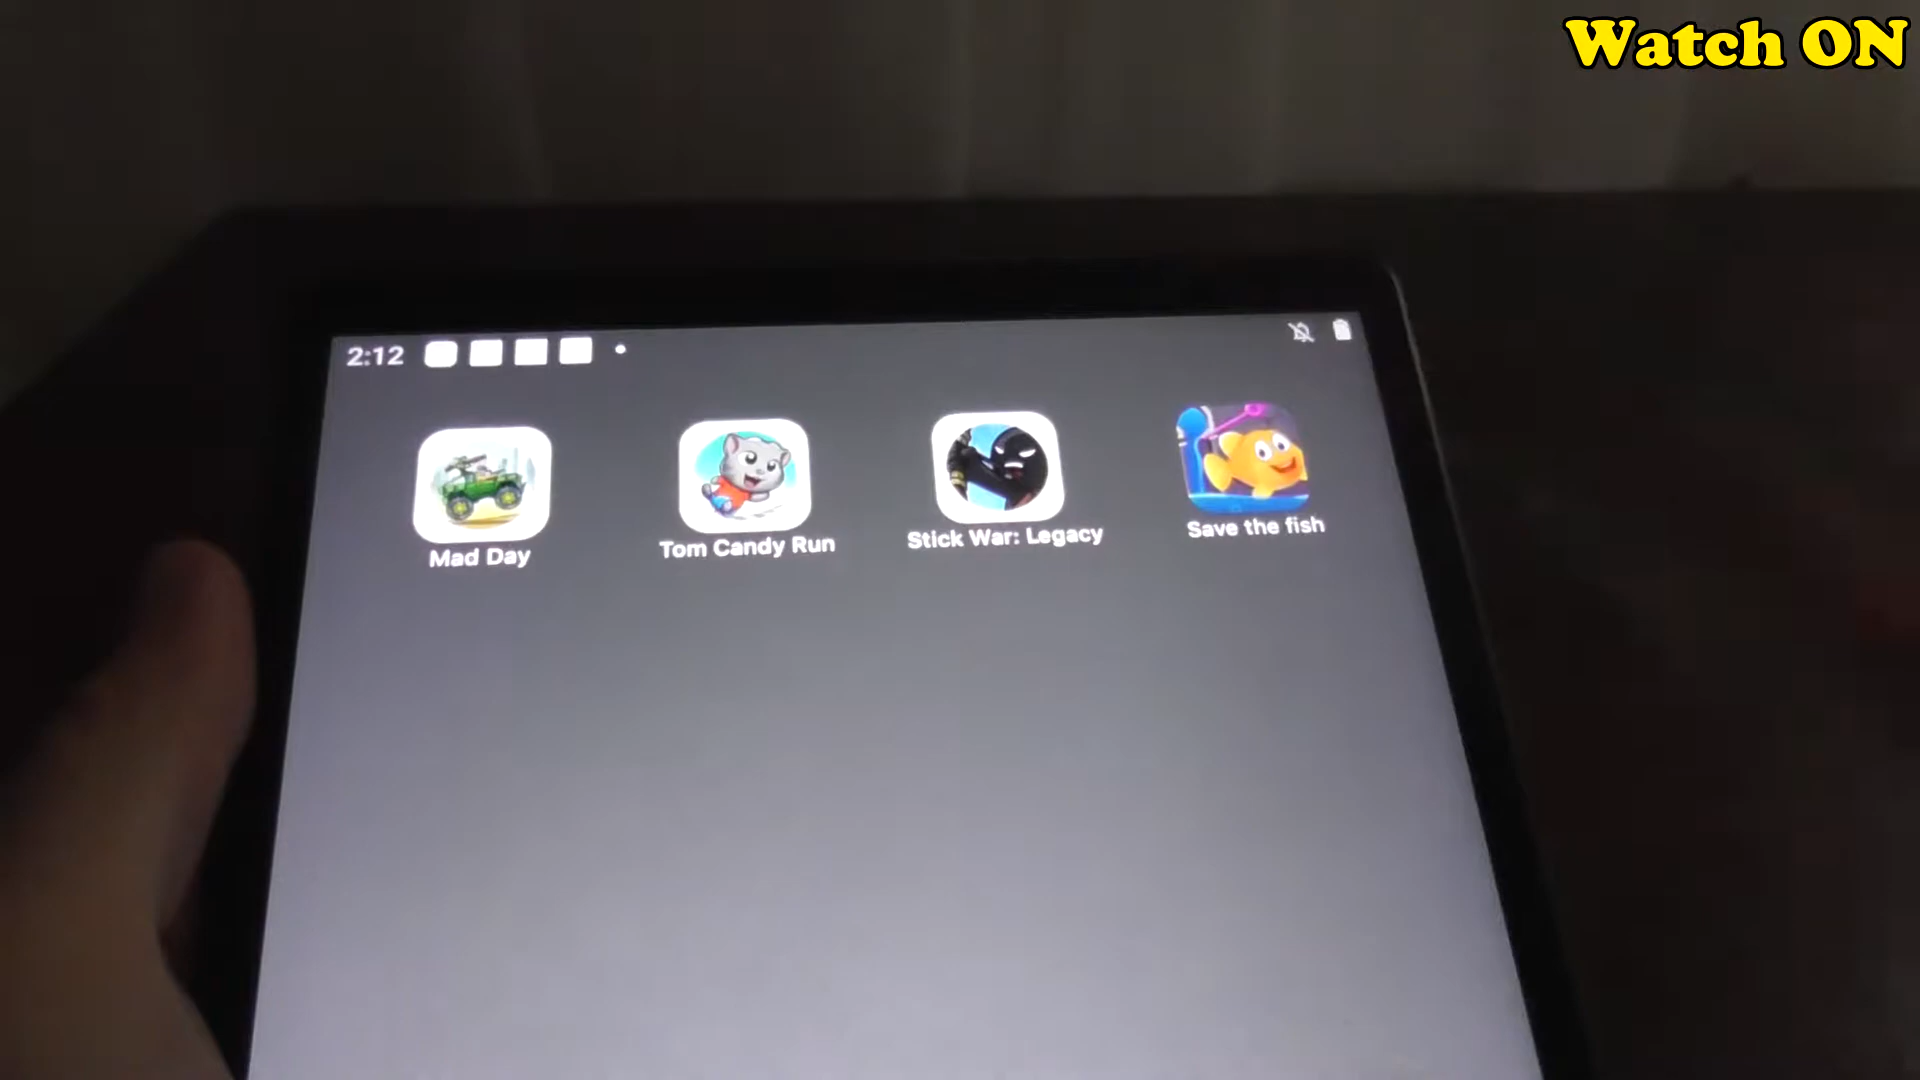 Watch ON
2:12
Mad Day
Tom Candy Run
Stick War: Legacy
Save the fish